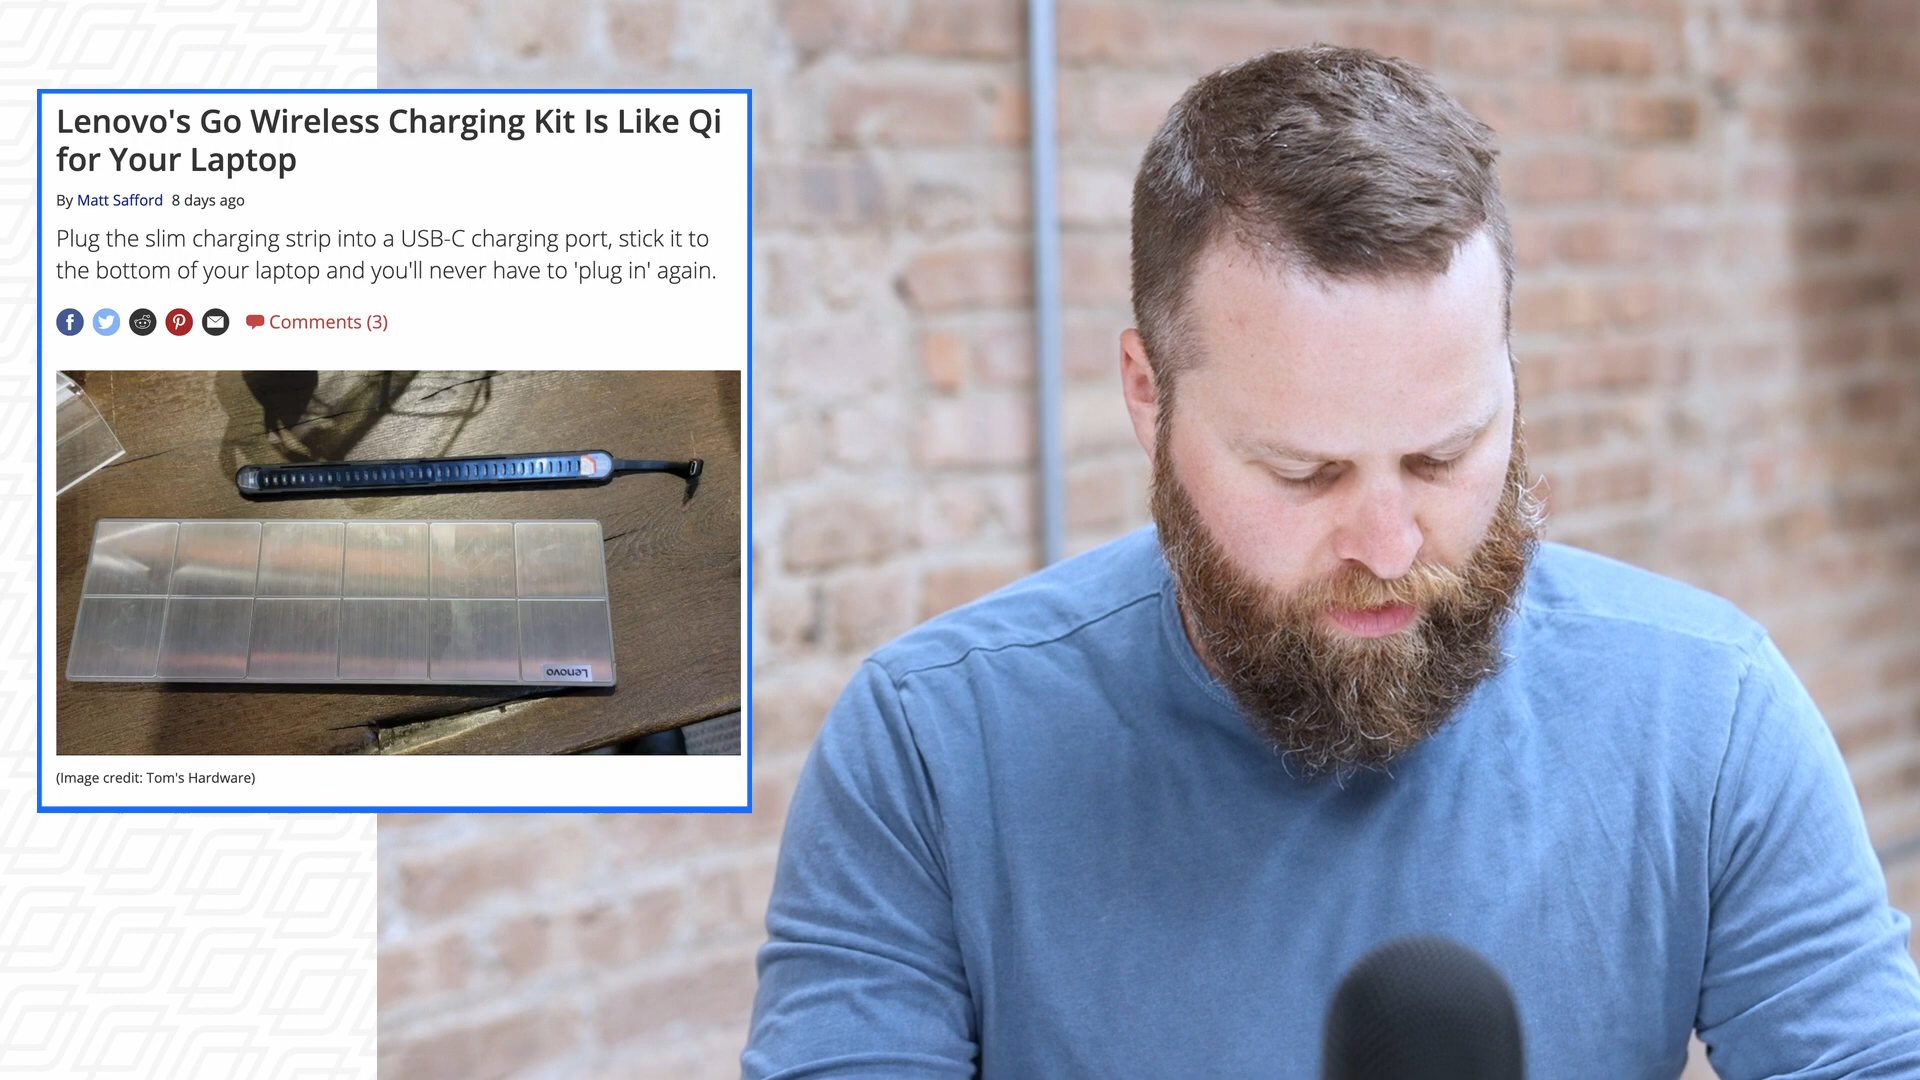 Lenovo's Go Wireless Charging Kit Is Like Qi
for Your Laptop
By Matt Safford 8 days ago
Plug the slim charging strip into a USB-C charging port, stick it to
the bottom of your laptop and you'll never have to 'plug in' again.
Comments (3)
Lenovo
(Image credit: Tom's Hardware)